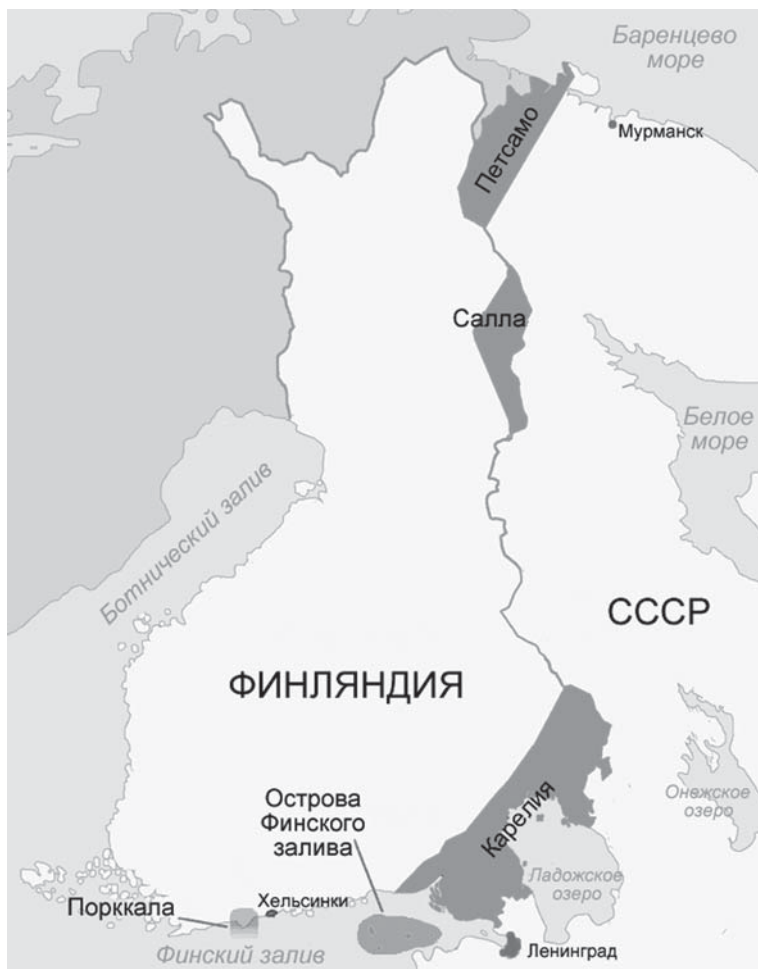 Баренцево
море
Мурманск
Петсамо
Салла
Белое
море
Ботнический залив
СССР
ФИНЛЯНДИЯ
Онежское
озеро
Острова
Финского
залива
Карелия
Ладожское
озеро
Хельсинки
Порккала
Финский залив
Ленинград